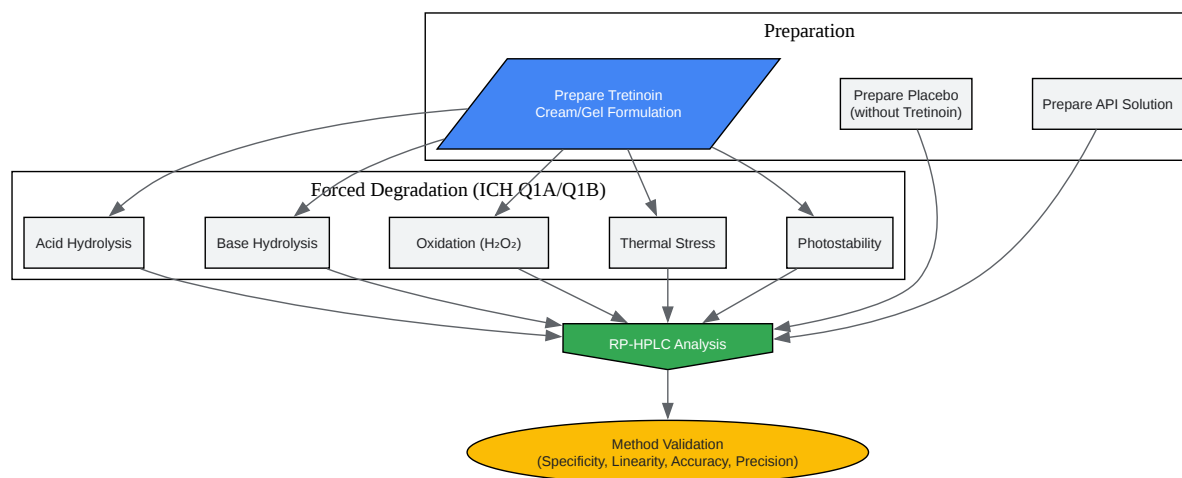 Preparation
Prepare Tretinoin
Cream/Gel Formulation
Prepare Placebo
(without Tretinoin)
Prepare API Solution
Forced Degradation (ICH Q1A/Q1B)
Acid Hydrolysis
Base Hydrolysis
Oxidation (H₂O₂)
Thermal Stress
Photostability
RP-HPLC Analysis
Method Validation
(Specificity, Linearity, Accuracy, Precision)